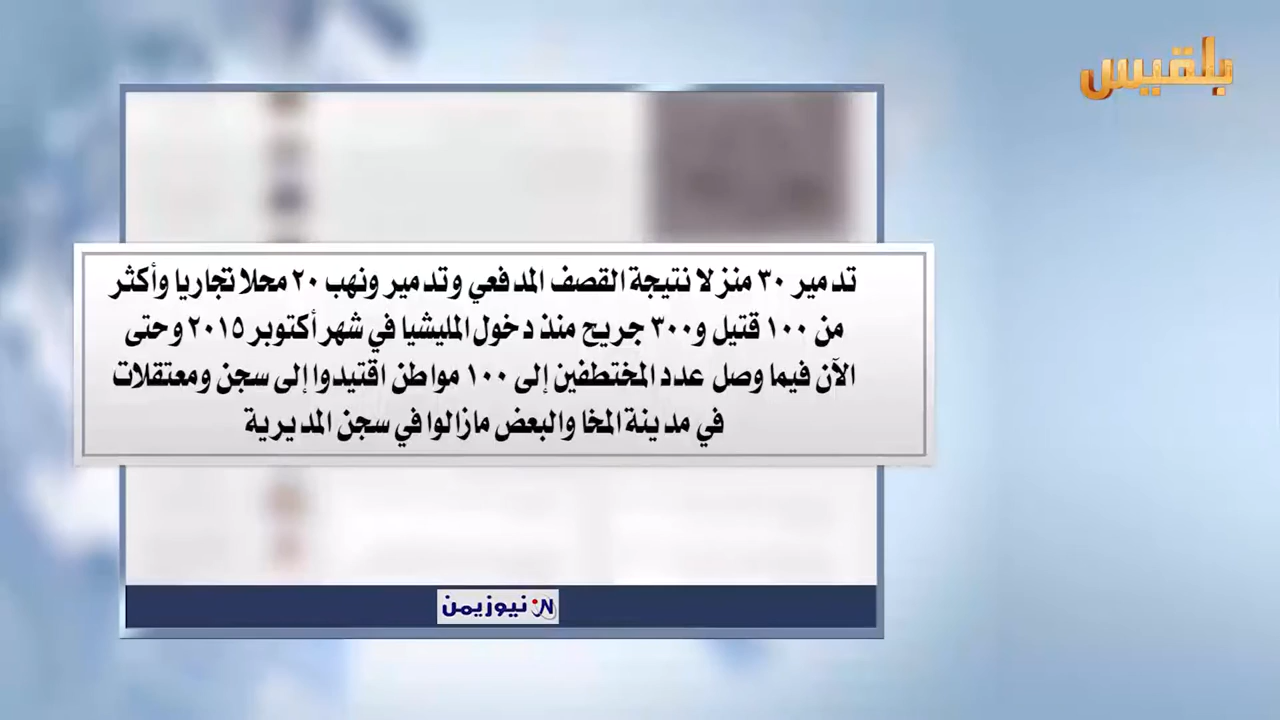 بلقيس
تدمير ٣٠ منزلا نتيجة القصف المدفعي وتدمير ونهب ٢٠ محلا تجاريا وأكثر
من ١٠٠ قتيل و٣٠٠ جريح منذ دخول المليشيا في شهر أكتوبر ٢٠١٥ وحتى
الآن فيما وصل عدد المختطفين إلى ١٠٠ مواطن اقتيدوا إلى سجن ومعتقلات
في مدينة المخا والبعض مازالوا في سجن المديرية
نيوزيمن